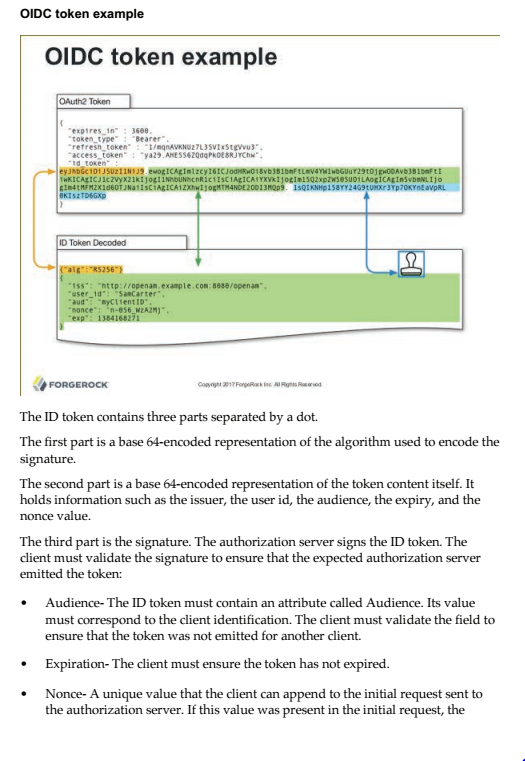 OIDC token example
OIDC token example
OAuth2 Token
{
"expires_in" : 3600,
"token_type" : "Bearer",
"refresh_token" : "1/mqnAVKNUz7L35VIx5tgVvu3",
"access_token" : "ya29.AHES56ZQdqPkOE8RJYChw",
"id_token" :
}
ID Token Decoded
{"alg":"RS256"}
{
"iss": "http://openam.example.com:8080/openam",
"user_id": "SamCarter",
"aud": "myClientID",
"nonce": "n-0S6_WzA2Mj",
"exp": 1384168271
}
FORGEROCK
Copyright 2017 ForgeRock Inc. All Rights Reserved.
The ID token contains three parts separated by a dot.
The first part is a base 64-encoded representation of the algorithm used to encode the
signature.
The second part is a base 64-encoded representation of the token content itself. It
holds information such as the issuer, the user id, the audience, the expiry, and the
nonce value.
The third part is the signature. The authorization server signs the ID token. The
client must validate the signature to ensure that the expected authorization server
emitted the token:
• Audience- The ID token must contain an attribute called Audience. Its value
must correspond to the client identification. The client must validate the field to
ensure that the token was not emitted for another client.
• Expiration- The client must ensure the token has not expired.
• Nonce- A unique value that the client can append to the initial request sent to
the authorization server. If this value was present in the initial request, the